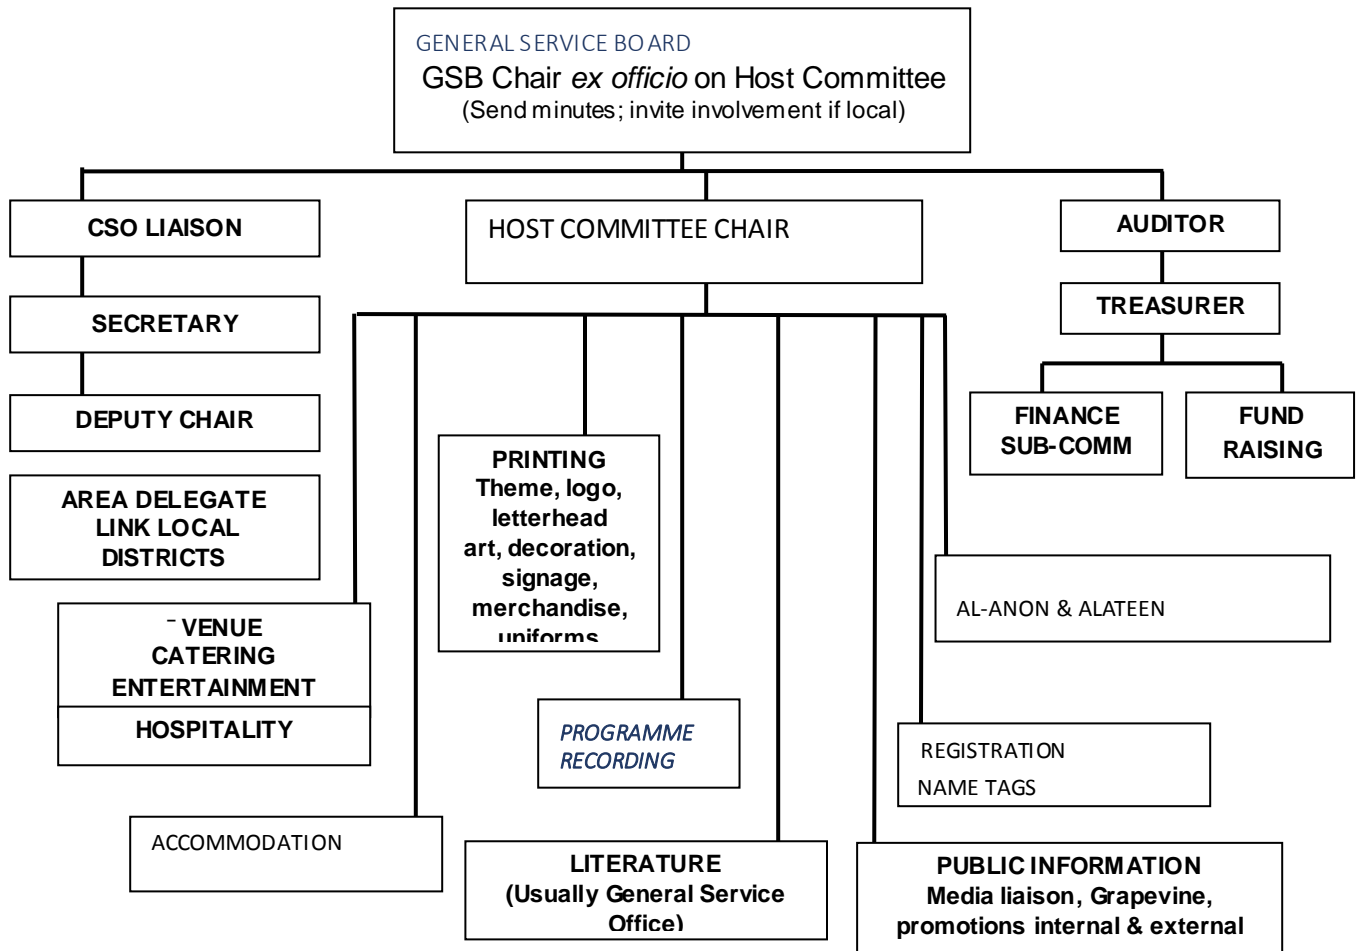 GENERAL SERVICE BOARD
GSB Chair ex officio on Host Committee
(Send minutes; invite involvement if local)
CSO LIAISON
HOST COMMITTEE CHAIR
AUDITOR
SECRETARY
TREASURER
DEPUTY CHAIR
FINANCE
SUB-COMM
FUND
RAISING
AREA DELEGATE
LINK LOCAL
DISTRICTS
PRINTING
Theme, logo,
letterhead
art, decoration,
signage,
merchandise,
uniforms
AL-ANON & ALATEEN
¯ VENUE
CATERING
ENTERTAINMENT
HOSPITALITY
PROGRAMME
RECORDING
REGISTRATION
NAME TAGS
ACCOMMODATION
LITERATURE
(Usually General Service
Office)
PUBLIC INFORMATION
Media liaison, Grapevine,
promotions internal & external